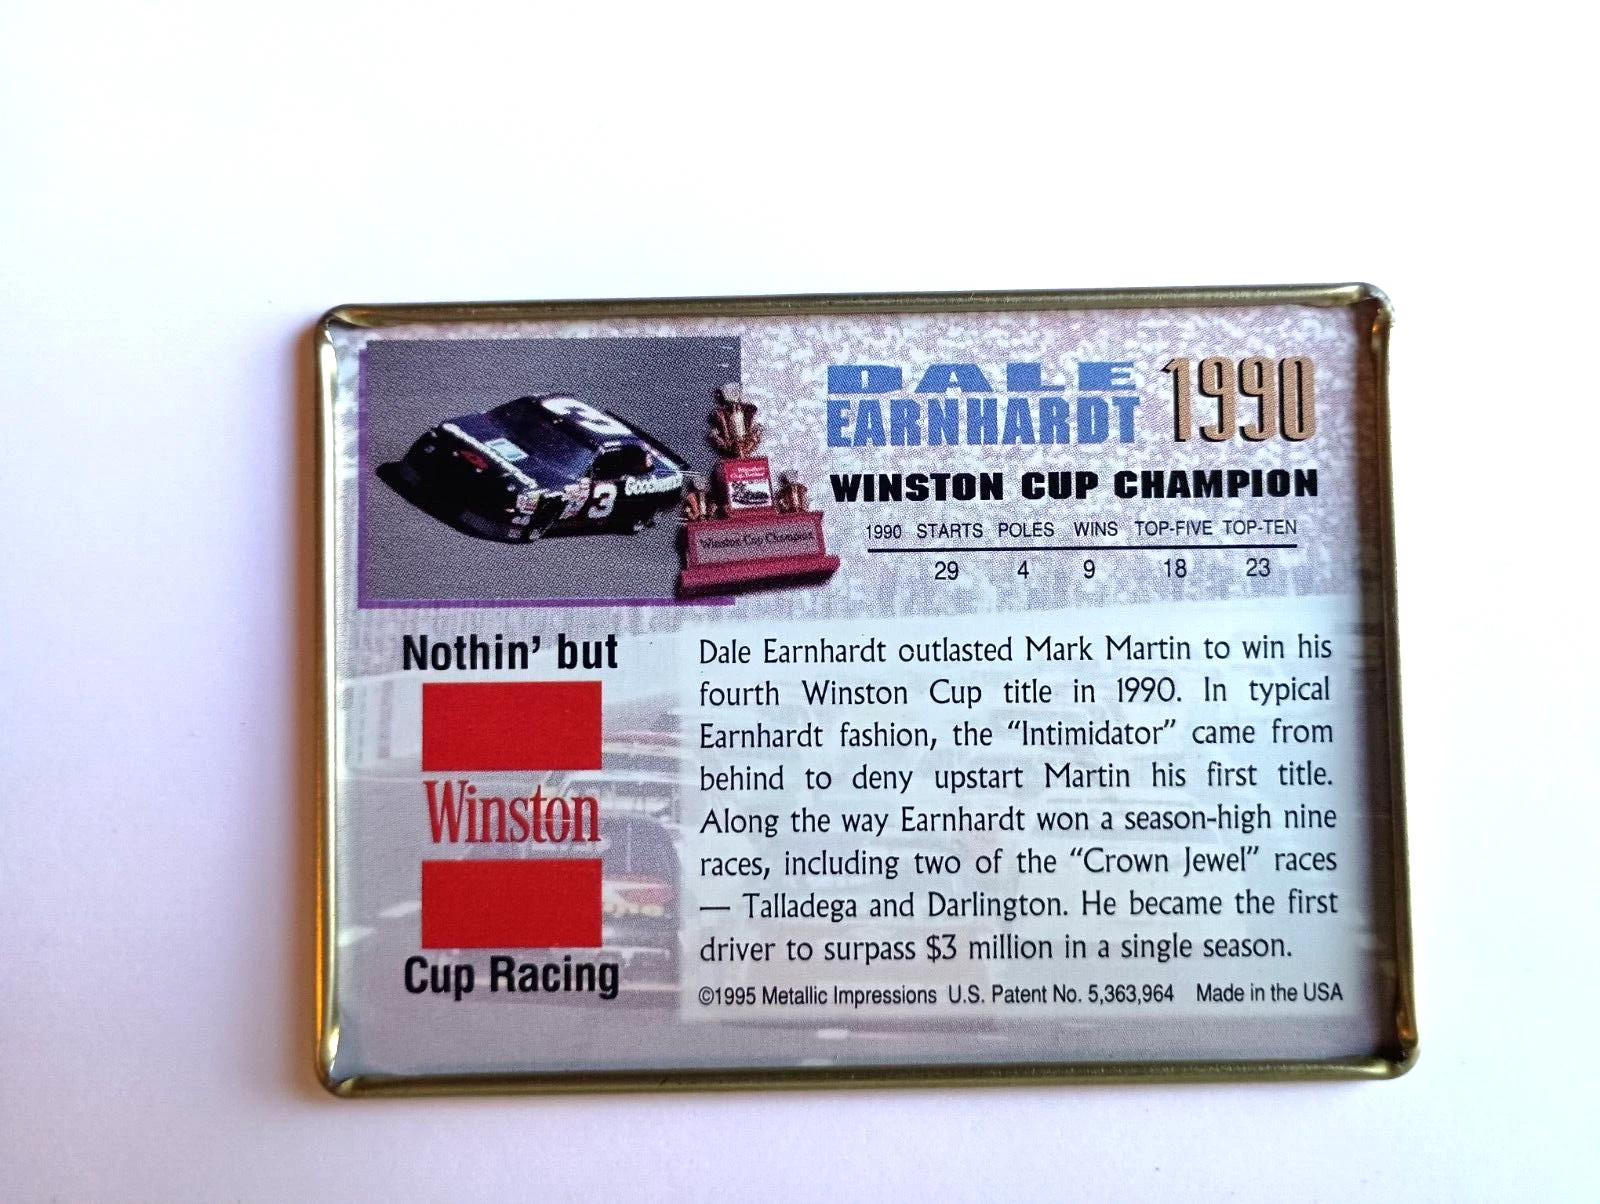 DALE
EARNHARDT 1990
WINSTON CUP CHAMPION
1990 STARTS POLES WINS TOP-FIVE TOP-TEN
29 4 9 18 23
3
3
Goodwrench
Winston Cup Champion
Nothin' but
Winston
Cup Racing
Dale Earnhardt outlasted Mark Martin to win his
fourth Winston Cup title in 1990. In typical
Earnhardt fashion, the “Intimidator” came from
behind to deny upstart Martin his first title.
Along the way Earnhardt won a season-high nine
races, including two of the “Crown Jewel” races
— Talladega and Darlington. He became the first
driver to surpass $3 million in a single season.
©1995 Metallic Impressions U.S. Patent No. 5,363,964 Made in the USA